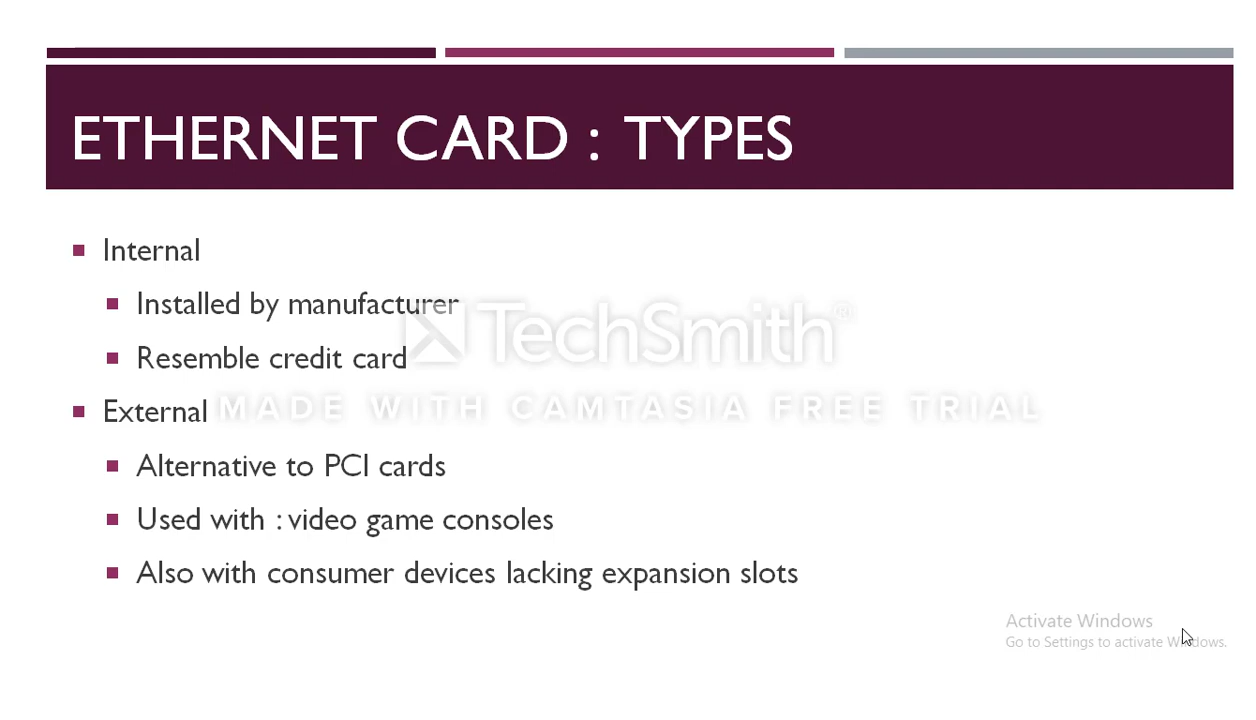 ETHERNET CARD : TYPES
Internal
Installed by manufacturer
Resemble credit card
TechSmith®
MADE WITH CAMTASIA FREE TRIAL
External
Alternative to PCI cards
Used with : video game consoles
Also with consumer devices lacking expansion slots
Activate Windows
Go to Settings to activate Windows.